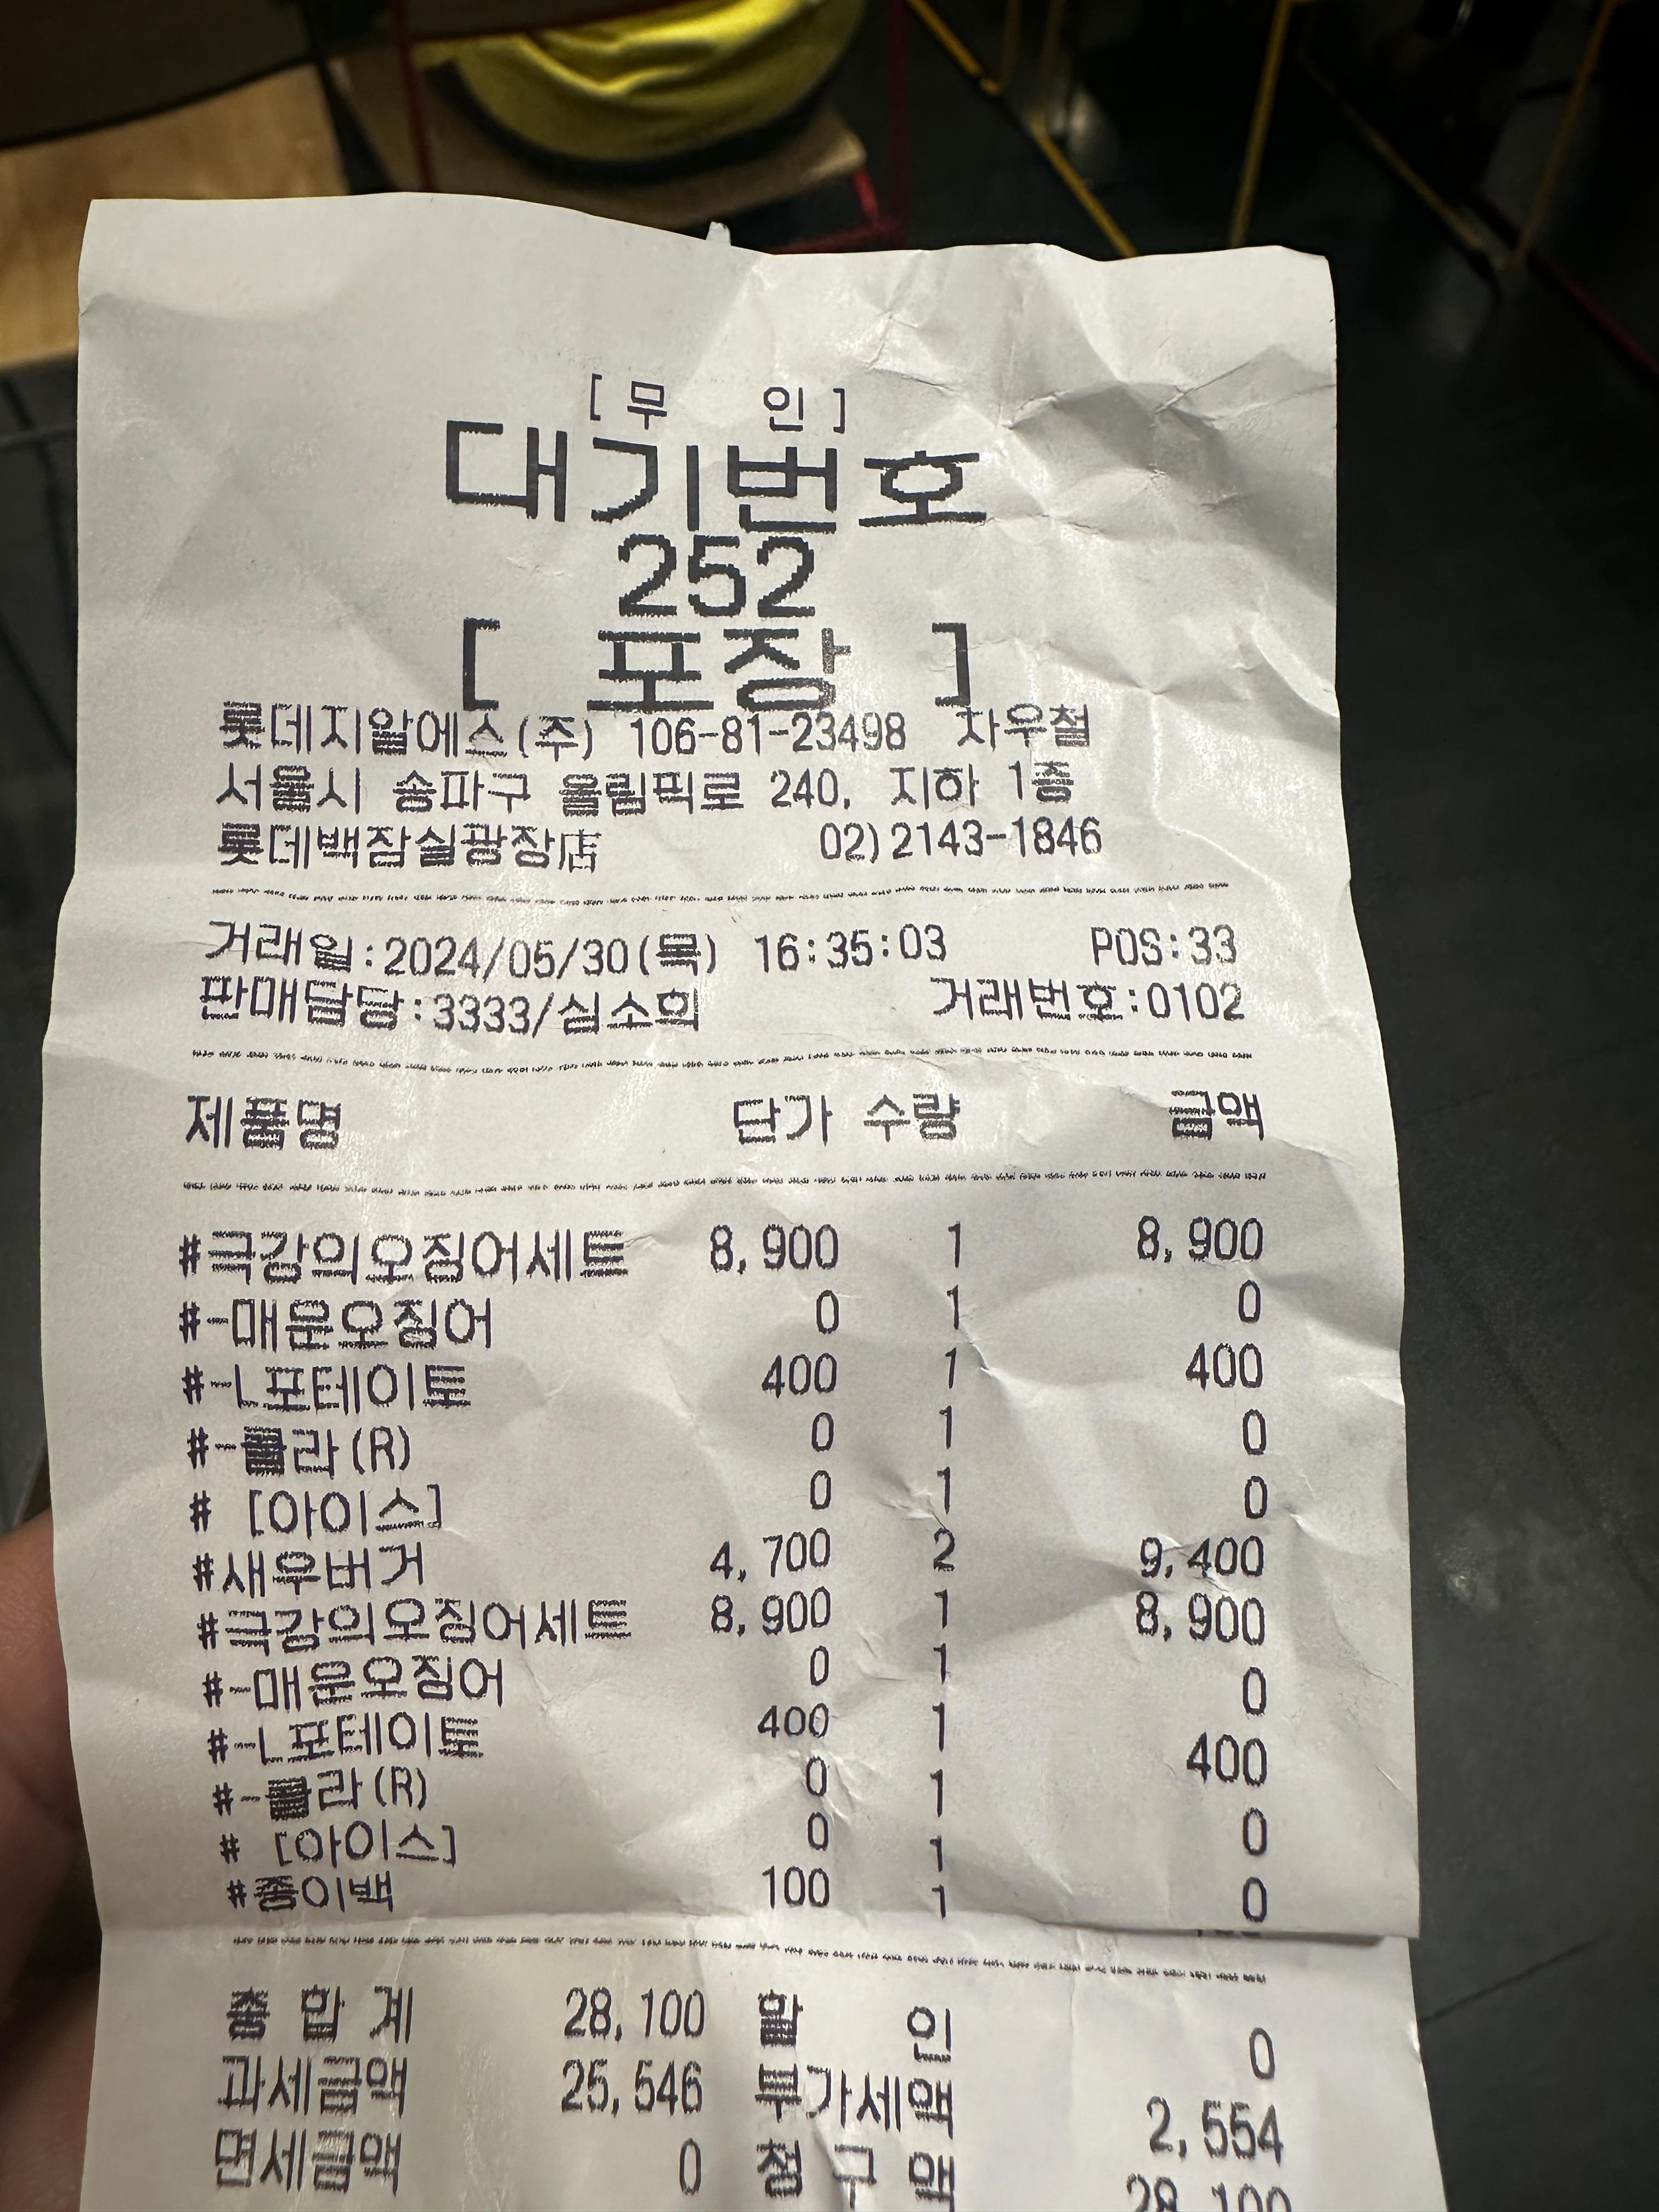 [무 인]
대기번호
252
[ 포장 ]
롯데지알에스(주) 106-81-23498 차우철
서울시 송파구 올림픽로 240, 지하 1층
롯데백잠실광장店 02)2143-1846
거래일:2024/05/30(목) 16:35:03 POS:33
판매담당:3333/심소희 거래번호:0102
제품명 단가 수량 금액
#극강의오징어세트 8,900 1 8,900
#-매운오징어 0 1 0
#-L포테이토 400 1 400
#-콜라(R) 0 1 0
# [아이스] 0 1 0
#새우버거 4,700 2 9,400
#극강의오징어세트 8,900 1 8,900
#-매운오징어 0 1 0
#-L포테이토 400 1 400
#-콜라(R) 0 1 0
# [아이스] 0 1 0
#종이백 100 1
총 합 계 28,100 할 인 0
과세금액 25,546 부가세액 2,554
면세금액 0 청 구 액 28,100